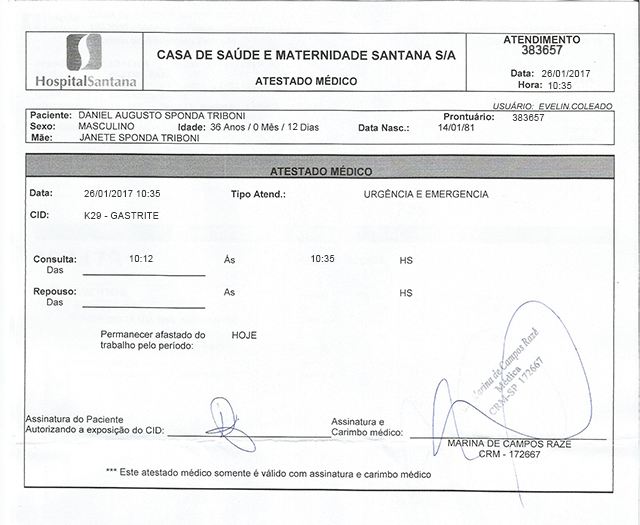 HospitalSantana
CASA DE SAÚDE E MATERNIDADE SANTANA S/A
ATESTADO MÉDICO
ATENDIMENTO
383657
Data: 26/01/2017
Hora: 10:35
USUÁRIO: EVELIN.COLEADO
Paciente: DANIEL AUGUSTO SPONDA TRIBONI Prontuário: 383657
Sexo: MASCULINO Idade: 36 Anos / 0 Mês / 12 Dias Data Nasc.: 14/01/81
Mãe: JANETE SPONDA TRIBONI
ATESTADO MÉDICO
Data: 26/01/2017 10:35 Tipo Atend.: URGÊNCIA E EMERGENCIA
CID: K29 - GASTRITE
Consulta: 10:12 Ás 10:35 HS
Das
Repouso: As HS
Das
Permanecer afastado do HOJE
trabalho pelo período:
Marina de Campos Razê
Médica
CRM-SP 172667
Assinatura do Paciente
Autorizando a exposição do CID:
Assinatura e
Carimbo médico:
MARINA DE CAMPOS RAZE
CRM - 172667
*** Este atestado médico somente é válido com assinatura e carimbo médico